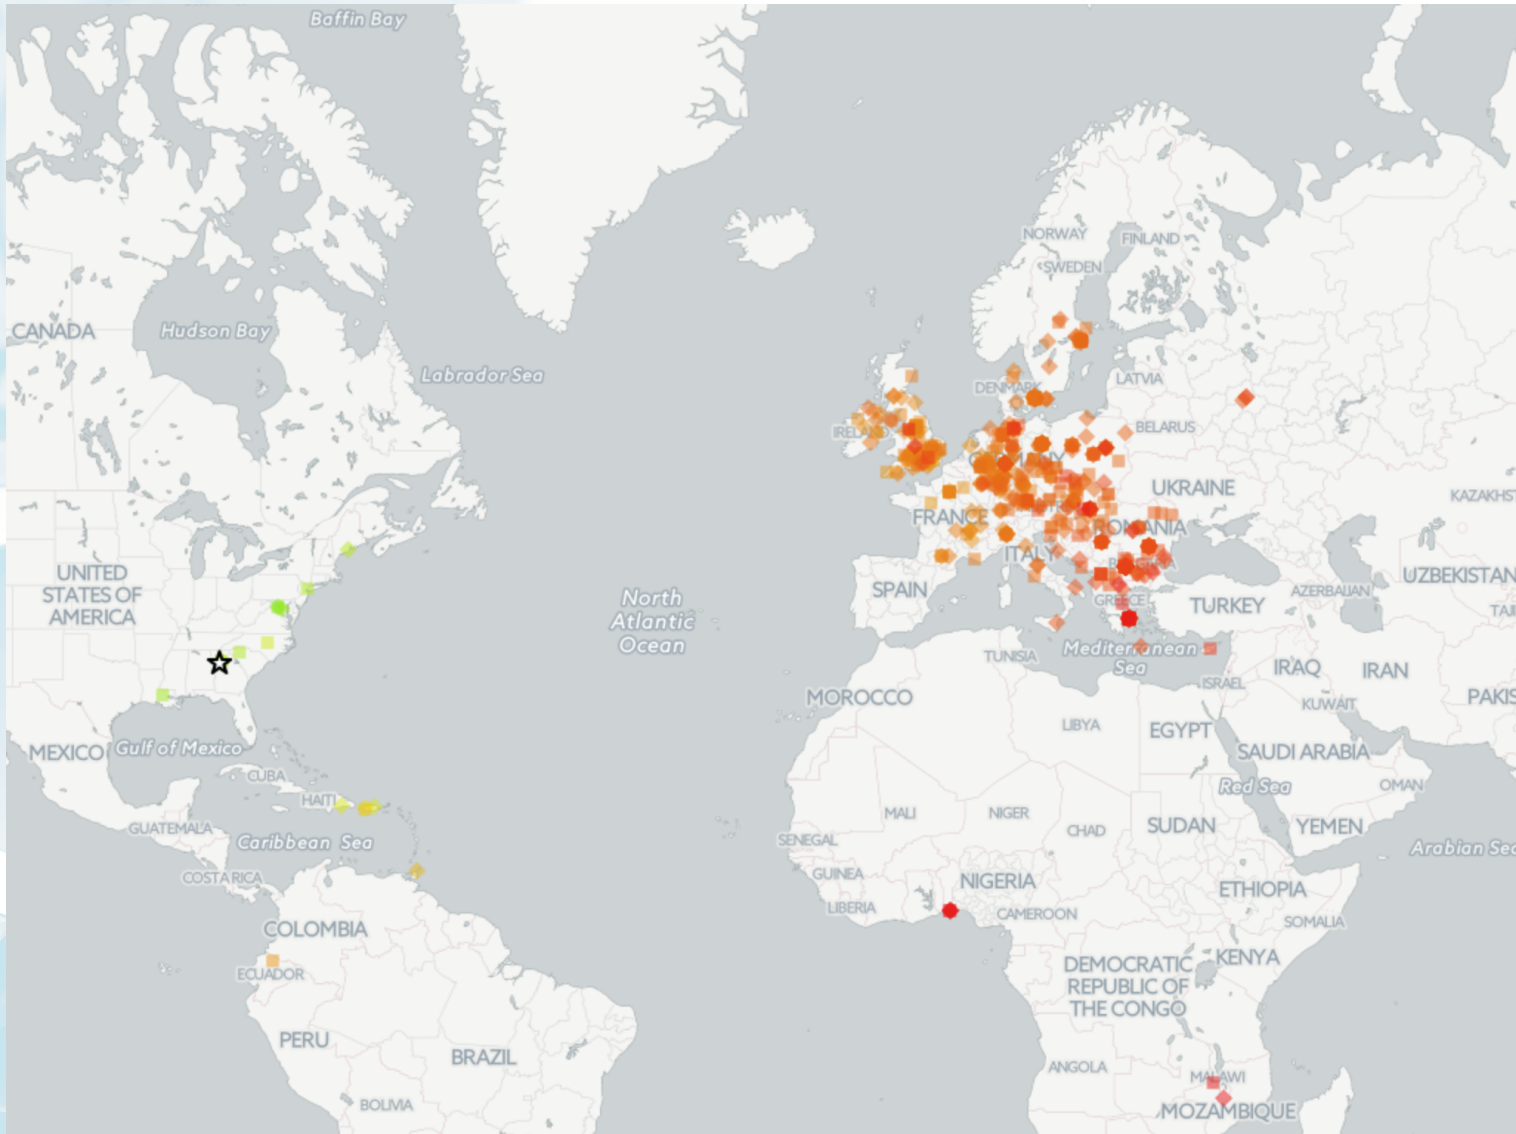 Baffin Bay
NORWAY
FINLAND
SWEDEN
CANADA
Hudson Bay
Labrador Sea
DENMARK
LATVIA
IRELAND
BELARUS
UKRAINE
KAZAKHST
FRANCE
ROMANIA
ITALY
UNITED
STATES OF
AMERICA
North
Atlantic
Ocean
SPAIN
GREECE
TURKEY
AZERBAIJAN
UZBEKISTAN
TAJI
TUNISIA
Mediterranean
Sea
MOROCCO
ISRAEL
IRAQ
IRAN
KUWAIT
PAKIS
LIBYA
EGYPT
SAUDI ARABIA
MEXICO
Gulf of Mexico
CUBA
HAITI
Red Sea
OMAN
GUATEMALA
Caribbean Sea
MALI
NIGER
CHAD
SUDAN
YEMEN
SENEGAL
Arabian Sea
COSTA RICA
GUINEA
NIGERIA
ETHIOPIA
LIBERIA
CAMEROON
SOMALIA
COLOMBIA
ECUADOR
DEMOCRATIC
REPUBLIC OF
THE CONGO
KENYA
PERU
BRAZIL
ANGOLA
MALAWI
BOLIVIA
MOZAMBIQUE